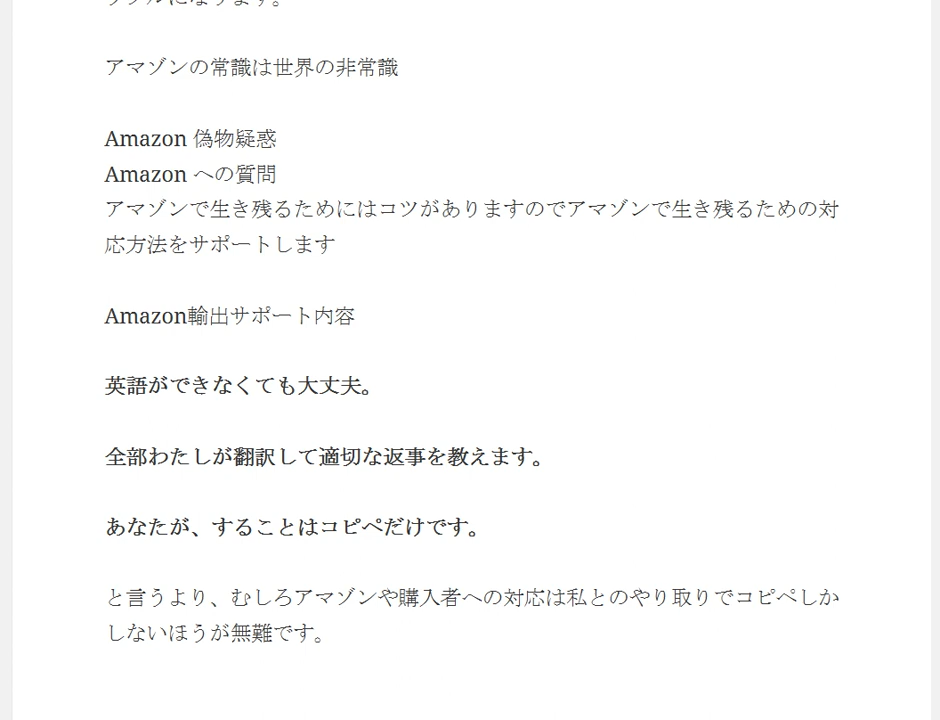 ラブルになります。
アマゾンの常識は世界の非常識
Amazon 偽物疑惑
Amazon への質問
アマゾンで生き残るためにはコツがありますのでアマゾンで生き残るための対
応方法をサポートします
Amazon輸出サポート内容
英語ができなくても大丈夫。
全部わたしが翻訳して適切な返事を教えます。
あなたが、することはコピペだけです。
と言うより、むしろアマゾンや購入者への対応は私とのやり取りでコピペしか
しないほうが無難です。